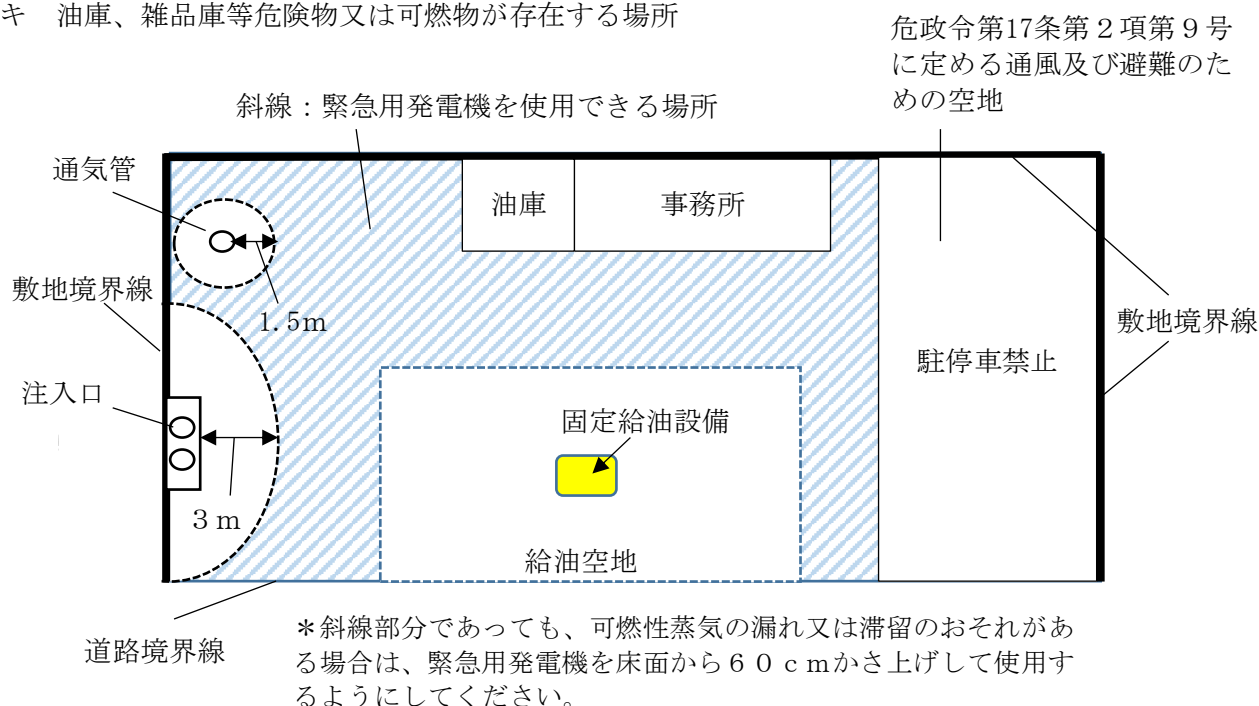 キ　油庫、雑品庫等危険物又は可燃物が存在する場所
危政令第17条第２項第９号
に定める通風及び避難のた
めの空地
斜線：緊急用発電機を使用できる場所
通気管
油庫
事務所
敷地境界線
1.5m
敷地境界線
駐停車禁止
注入口
固定給油設備
３ｍ
給油空地
道路境界線
＊斜線部分であっても、可燃性蒸気の漏れ又は滞留のおそれがあ
る場合は、緊急用発電機を床面から６０ｃｍかさ上げして使用す
るようにしてください。